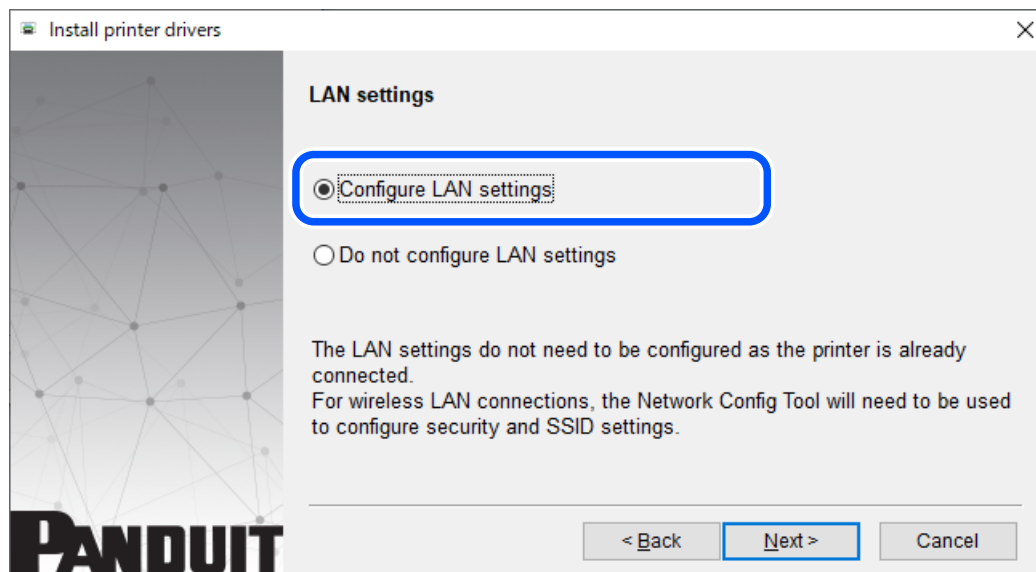 Install printer drivers
LAN settings
Configure LAN settings
Do not configure LAN settings
The LAN settings do not need to be configured as the printer is already
connected.
For wireless LAN connections, the Network Config Tool will need to be used
to configure security and SSID settings.
PANDUIT
< Back
Next >
Cancel